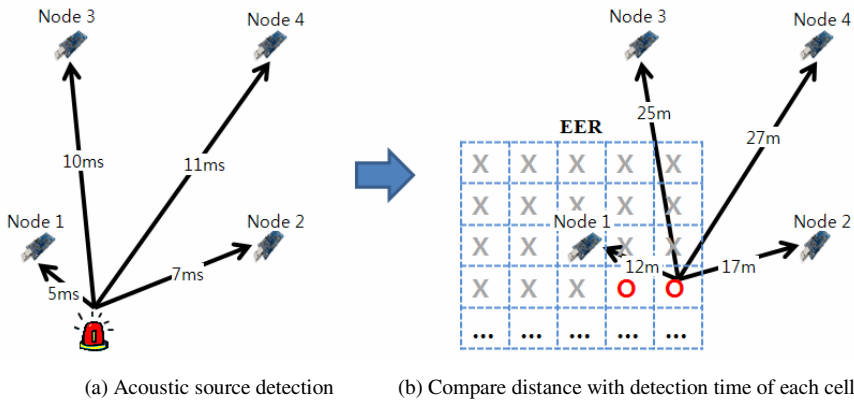 Node 3
Node 4
10ms
11ms
Node 1
Node 2
5ms
7ms
Node 3
Node 4
25m
27m
EER
X X X X X
X X X X X
Node 1
Node 2
X X X X X
12m
17m
X X X O O
... ... ... ... ...
(a) Acoustic source detection
(b) Compare distance with detection time of each cell